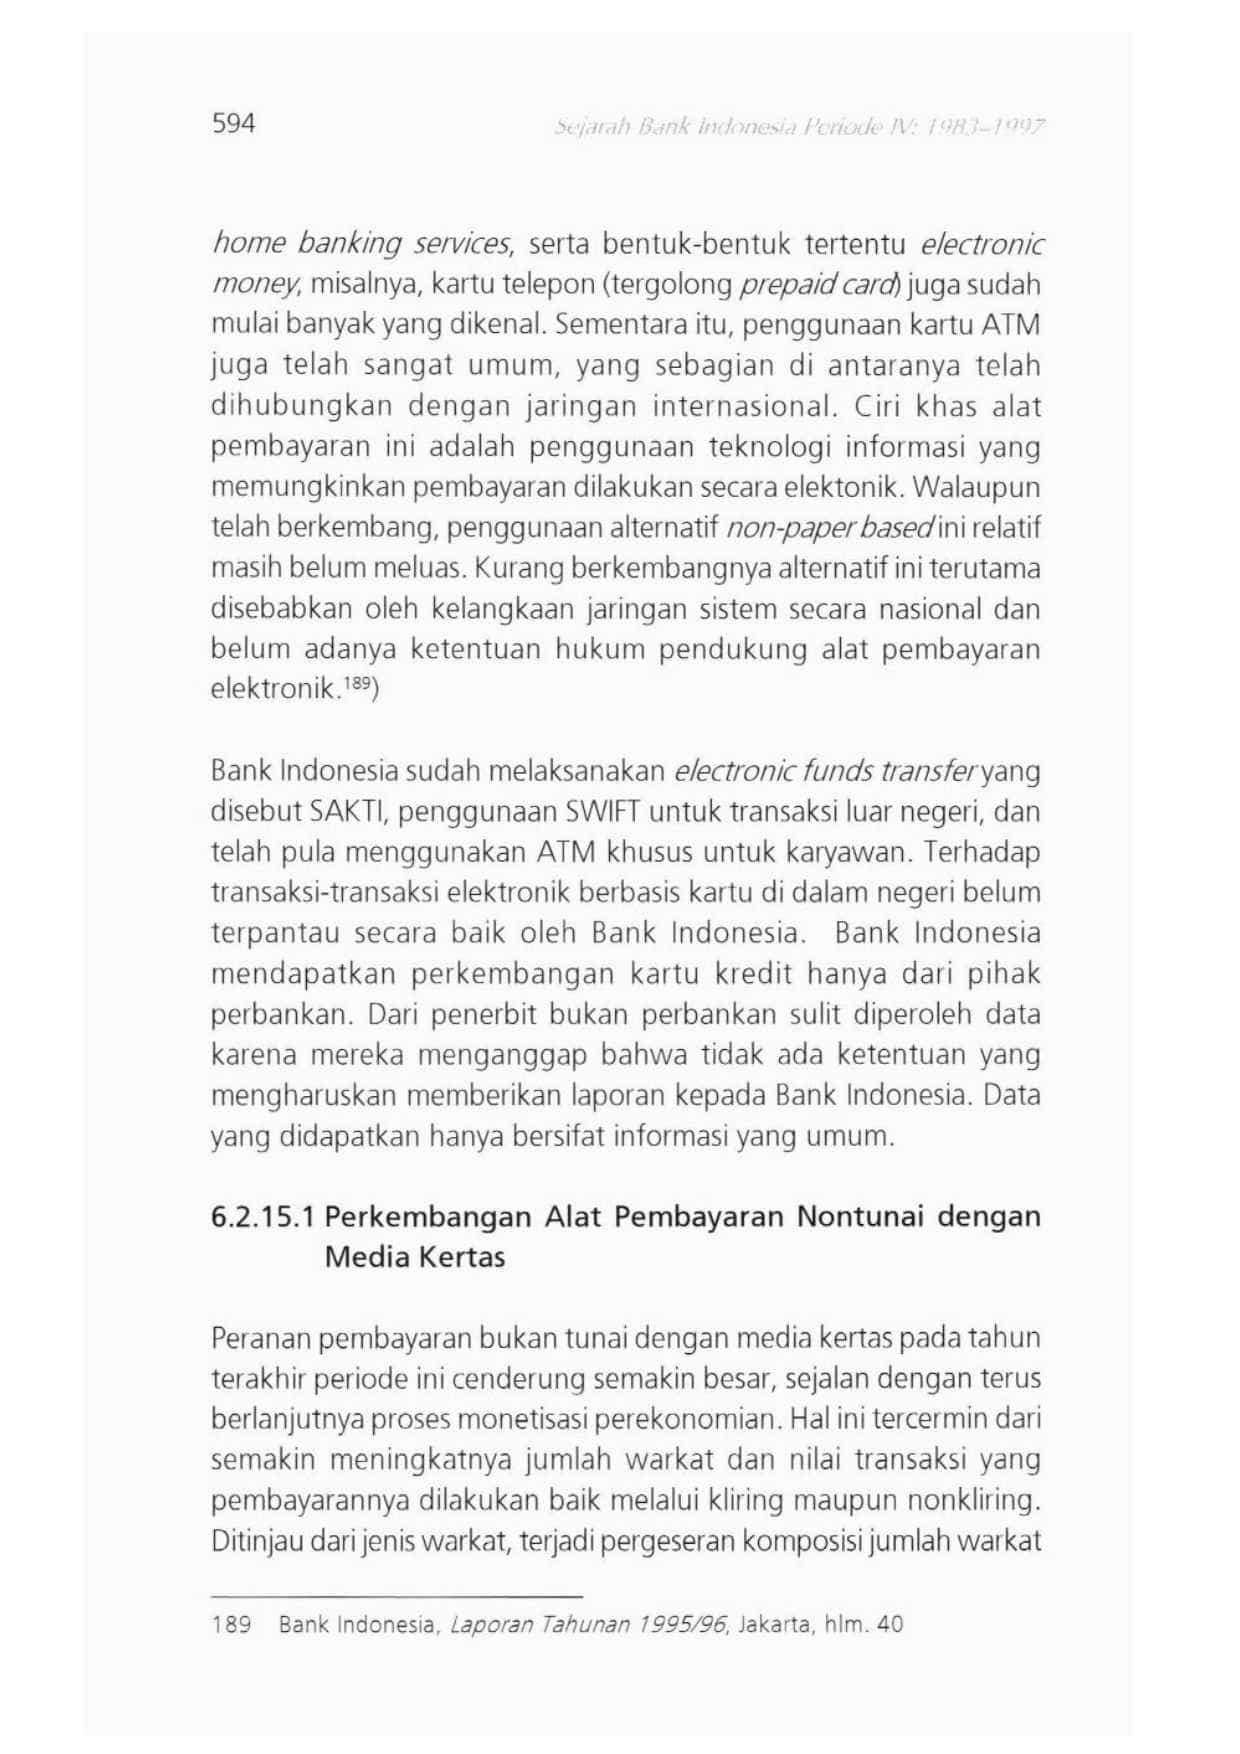 594
Sejarah Bank Indonesia Periode IV: 1983–1997
home banking services, serta bentuk-bentuk tertentu electronic
money, misalnya, kartu telepon (tergolong prepaid card) juga sudah
mulai banyak yang dikenal. Sementara itu, penggunaan kartu ATM
juga telah sangat umum, yang sebagian di antaranya telah
dihubungkan dengan jaringan internasional. Ciri khas alat
pembayaran ini adalah penggunaan teknologi informasi yang
memungkinkan pembayaran dilakukan secara elektonik. Walaupun
telah berkembang, penggunaan alternatif non-paper based ini relatif
masih belum meluas. Kurang berkembangnya alternatif ini terutama
disebabkan oleh kelangkaan jaringan sistem secara nasional dan
belum adanya ketentuan hukum pendukung alat pembayaran
elektronik.¹⁸⁹)
Bank Indonesia sudah melaksanakan electronic funds transfer yang
disebut SAKTI, penggunaan SWIFT untuk transaksi luar negeri, dan
telah pula menggunakan ATM khusus untuk karyawan. Terhadap
transaksi-transaksi elektronik berbasis kartu di dalam negeri belum
terpantau secara baik oleh Bank Indonesia. Bank Indonesia
mendapatkan perkembangan kartu kredit hanya dari pihak
perbankan. Dari penerbit bukan perbankan sulit diperoleh data
karena mereka menganggap bahwa tidak ada ketentuan yang
mengharuskan memberikan laporan kepada Bank Indonesia. Data
yang didapatkan hanya bersifat informasi yang umum.
6.2.15.1 Perkembangan Alat Pembayaran Nontunai dengan
Media Kertas
Peranan pembayaran bukan tunai dengan media kertas pada tahun
terakhir periode ini cenderung semakin besar, sejalan dengan terus
berlanjutnya proses monetisasi perekonomian. Hal ini tercermin dari
semakin meningkatnya jumlah warkat dan nilai transaksi yang
pembayarannya dilakukan baik melalui kliring maupun nonkliring.
Ditinjau dari jenis warkat, terjadi pergeseran komposisi jumlah warkat
189 Bank Indonesia, Laporan Tahunan 1995/96, Jakarta, hlm. 40